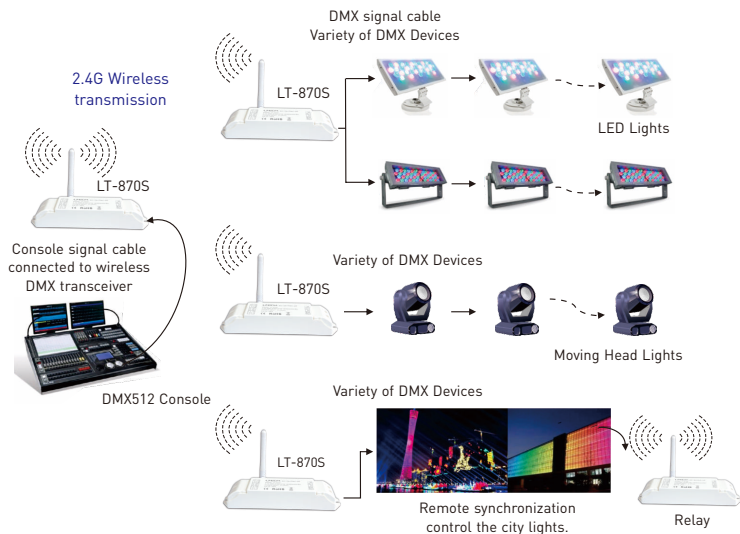 DMX signal cable
Variety of DMX Devices
2.4G Wireless
transmission
LT-870S
LED Lights
LT-870S
Console signal cable
connected to wireless
DMX transceiver
Variety of DMX Devices
LT-870S
Moving Head Lights
DMX512 Console
Variety of DMX Devices
LT-870S
Remote synchronization
control the city lights.
Relay